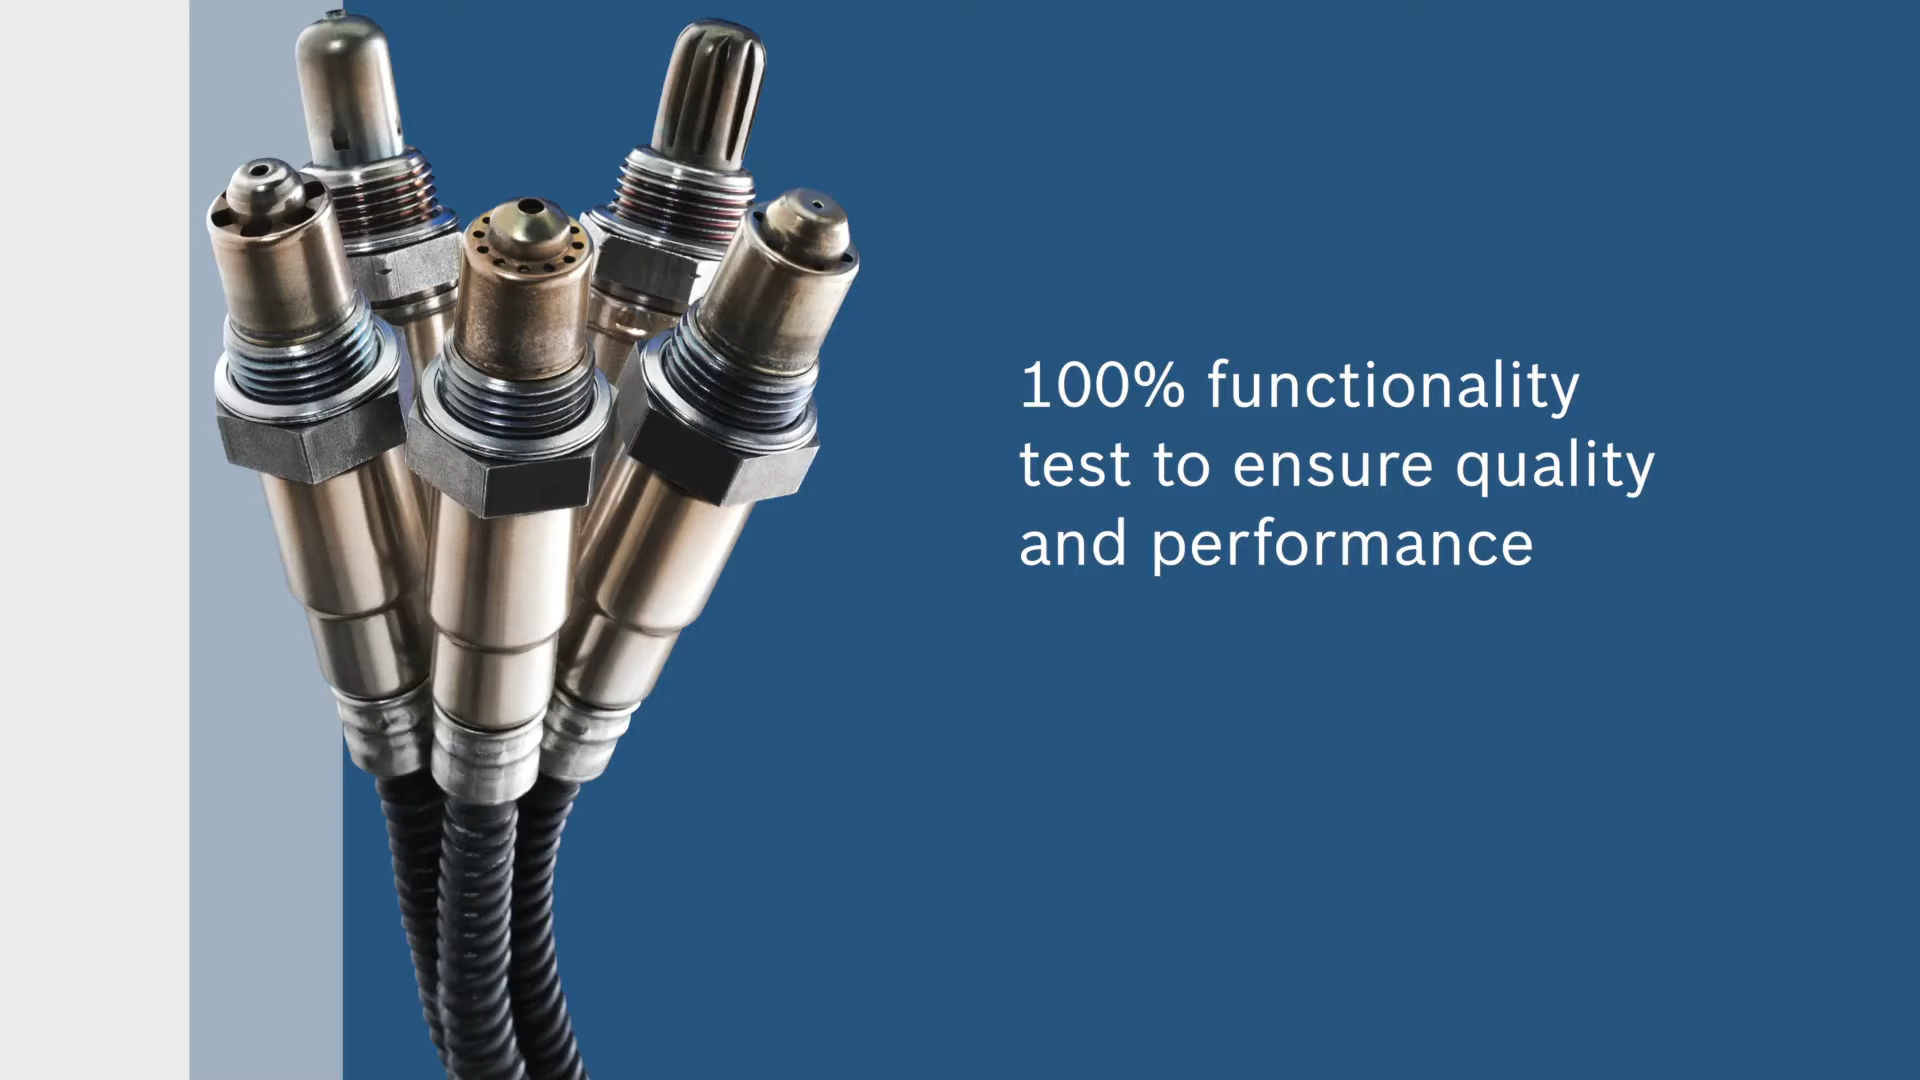 100% functionality
test to ensure quality
and performance